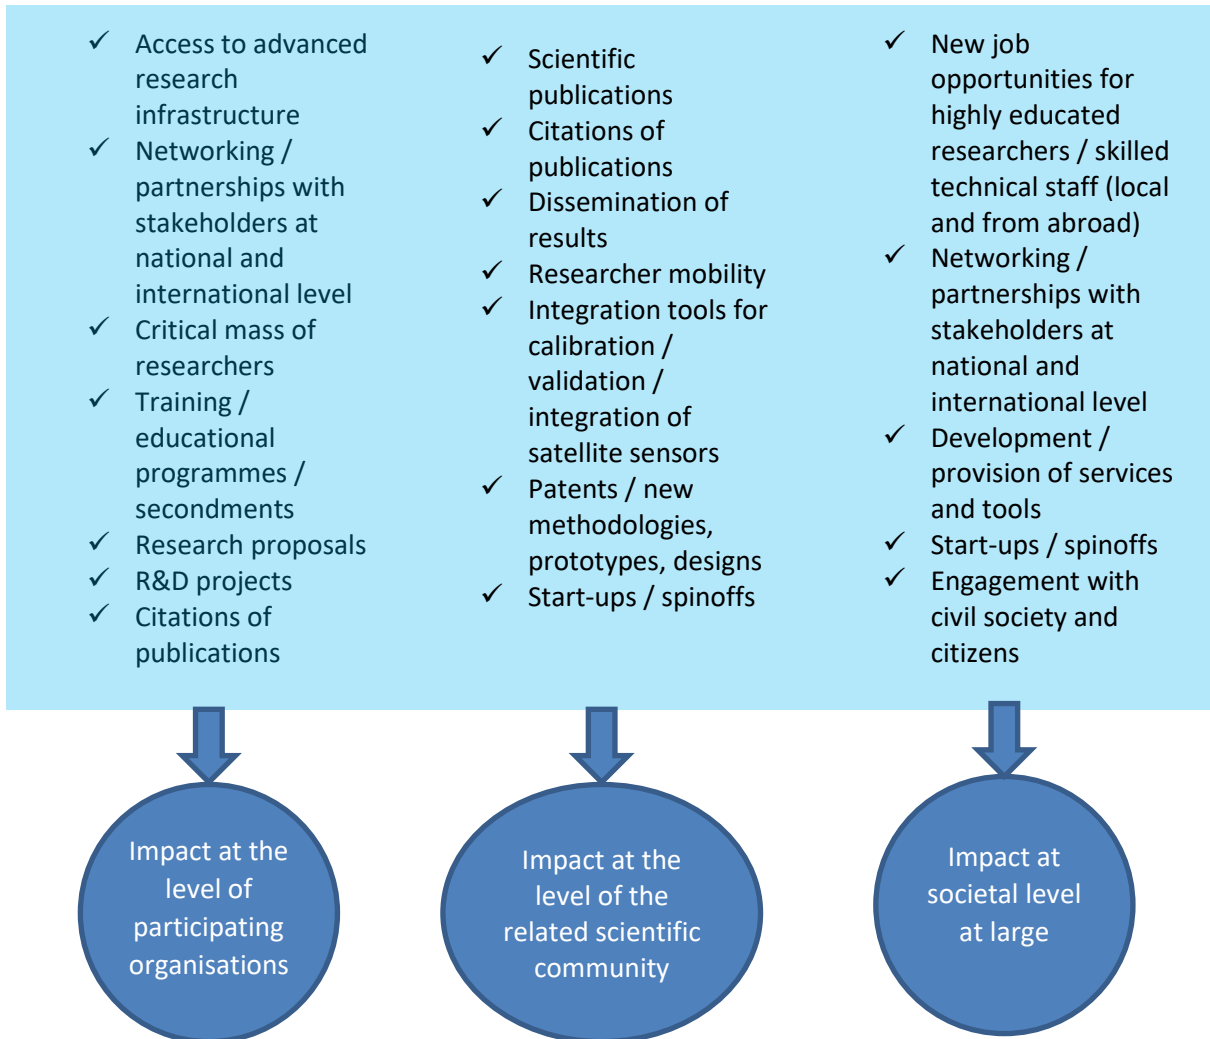 ✓ Access to advanced
research
infrastructure
✓ Networking /
partnerships with
stakeholders at
national and
international level
✓ Critical mass of
researchers
✓ Training /
educational
programmes /
secondments
✓ Research proposals
✓ R&D projects
✓ Citations of
publications
✓ Scientific
publications
✓ Citations of
publications
✓ Dissemination of
results
✓ Researcher mobility
✓ Integration tools for
calibration /
validation /
integration of
satellite sensors
✓ Patents / new
methodologies,
prototypes, designs
✓ Start-ups / spinoffs
✓ New job
opportunities for
highly educated
researchers / skilled
technical staff (local
and from abroad)
✓ Networking /
partnerships with
stakeholders at
national and
international level
✓ Development /
provision of services
and tools
✓ Start-ups / spinoffs
✓ Engagement with
civil society and
citizens
Impact at the
level of
participating
organisations
Impact at the
level of the
related scientific
community
Impact at
societal level
at large